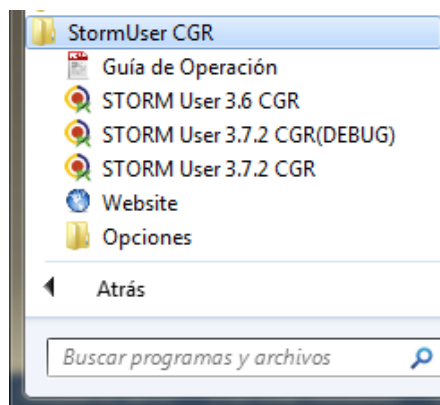 StormUser CGR
Guía de Operación
STORM User 3.6 CGR
STORM User 3.7.2 CGR(DEBUG)
STORM User 3.7.2 CGR
Website
Opciones
Atrás
Buscar programas y archivos